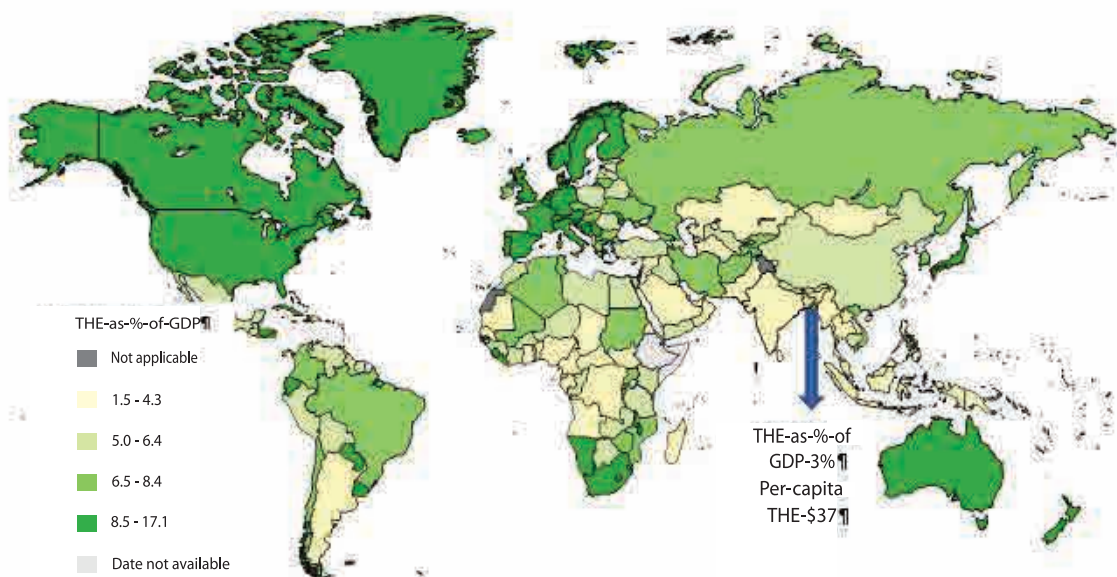 THE-as-%-of-GDP¶
Not applicable
1.5 - 4.3
5.0 - 6.4
6.5 - 8.4
8.5 - 17.1
Date not available
THE-as-%-of
GDP-3%¶
Per-capita
THE-$37¶